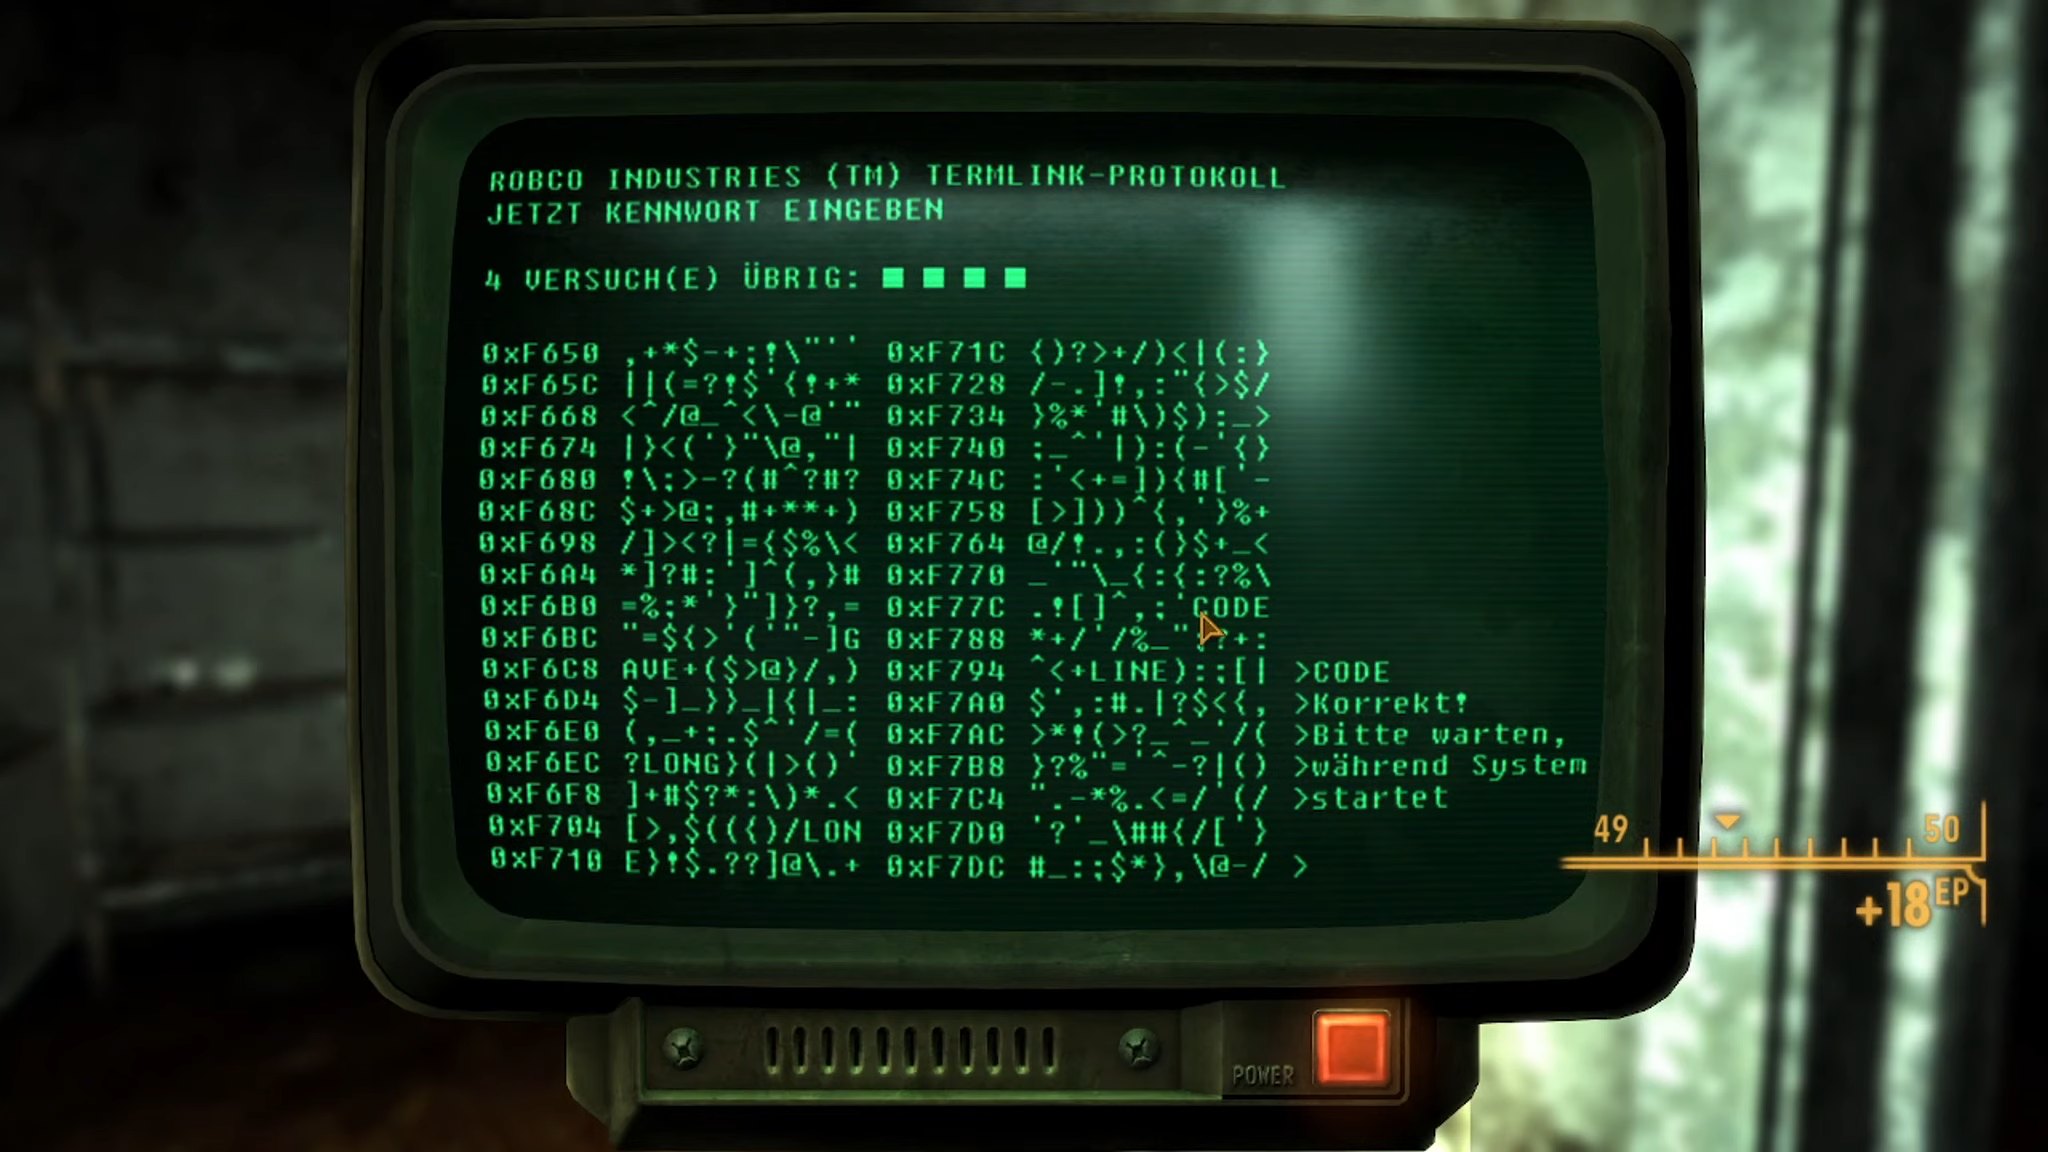 ROBCO INDUSTRIES (TM) TERMLINK-PROTOKOLL
JETZT KENNWORT EINGEBEN
4 VERSUCH(E) ÜBRIG: ■ ■ ■ ■
0xF650 ,+*$-+;!\"'' 0xF71C {)?>+/)<|(:}
0xF65C ||(=?!$'{!+* 0xF728 /-.]!,:"{>$/
0xF668 <^/@_^<\-@'" 0xF734 }%*'#\)$):_>
0xF674 |}<('}"\@,"| 0xF740 ;_^'|):(-'{}
0xF680 !\;>-?(#^?#? 0xF74C :'<+=]){#['-
0xF68C $+>@;,#+**+) 0xF758 [>]))^{,'}%+
0xF698 /]><?|={$%\< 0xF764 @/!.,:(}$+_<
0xF6A4 *]?#:']^(,}# 0xF770 _'"\_{:{:?%\
0xF6B0 =%;*'}"]}?,= 0xF77C .![]^,;'CODE
0xF6BC "=${>'('"-]G 0xF788 *+/'/%_" ?+:
0xF6C8 AVE+($>@}/,) 0xF794 ^<+LINE):;[| >CODE
0xF6D4 $-]_}}_|{|_: 0xF7A0 $',:#.|?$<{, >Korrekt!
0xF6E0 (,_+;.$^'/=( 0xF7AC >*!(>?_^_'/( >Bitte warten,
0xF6EC ?LONG}(|>()' 0xF7B8 }?%"='^-?|() >während System
0xF6F8 ]+#$?*:\)*.< 0xF7C4 ".-*%.<=/'(/ >startet
0xF704 [>,$(({)/LON 0xF7D0 '?'_\##{/['}
0xF710 E}!$.??]@\.+ 0xF7DC #_:;$*},\@-/ >
49 50
+18 EP
POWER